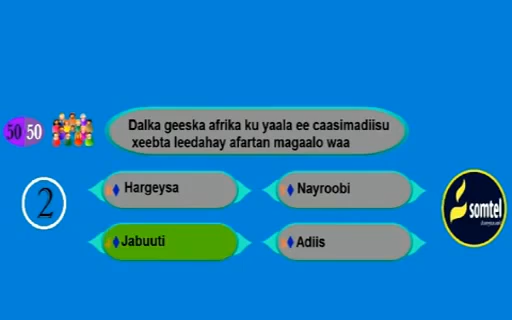 50 50
Dalka geeska afrika ku yaala ee caasimadiisu
xeebta leedahay afartan magaalo waa
2
Hargeysa
Nayroobi
Jabuuti
Adiis
somtel